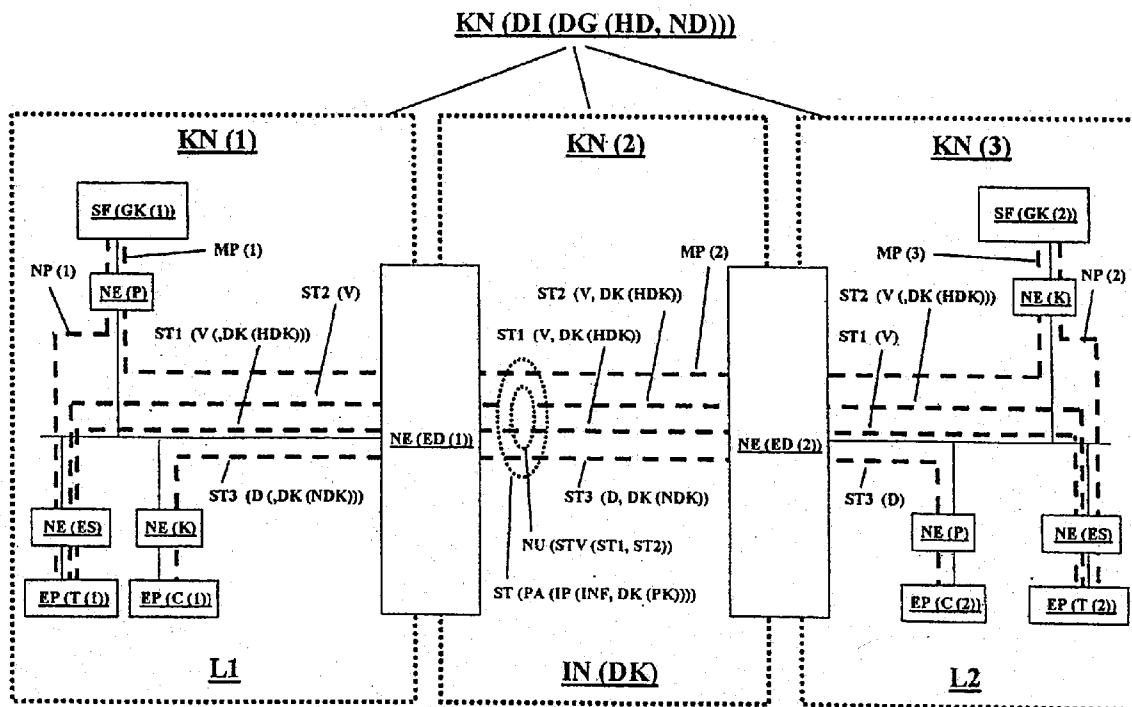 KN (DI (DG (HD, ND)))
KN (1)
KN (2)
KN (3)
SF (GK (1))
SF (GK (2))
MP (1)
NP (1)
NE (P)
MP (2)
MP (3)
NE (K)
NP (2)
ST2 (V)
ST2 (V, DK (HDK))
ST2 (V (,DK (HDK)))
ST1 (V (,DK (HDK)))
ST1 (V, DK (HDK))
ST1 (V)
NE (ED (1))
NE (ED (2))
ST3 (D (,DK (NDK)))
ST3 (D, DK (NDK))
ST3 (D)
NE (ES)
NE (K)
NU (STV (ST1, ST2))
NE (P)
NE (ES)
EP (T (1))
EP (C (1))
ST (PA (IP (INF, DK (PK))))
EP (C (2))
EP (T (2))
L1
IN (DK)
L2